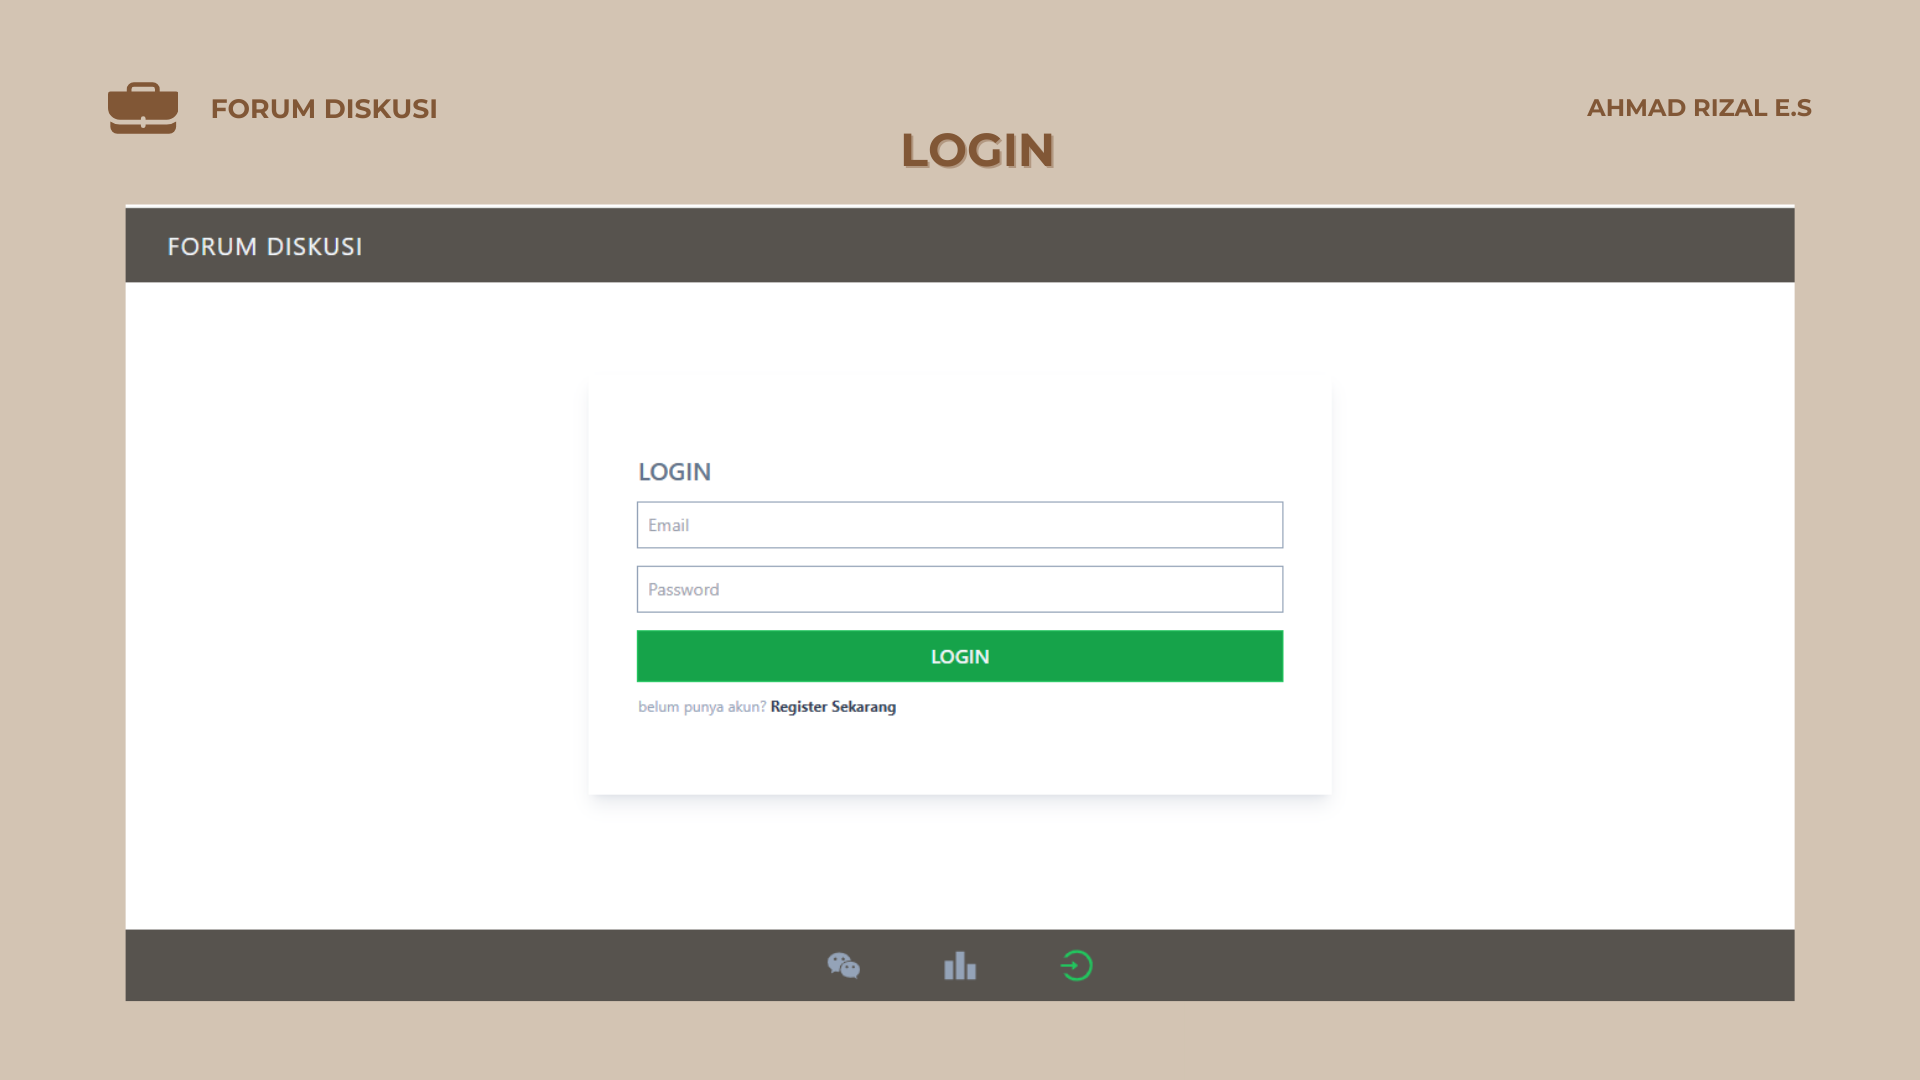 FORUM DISKUSI
AHMAD RIZAL E.S
LOGIN
FORUM DISKUSI
LOGIN
Email
Password
LOGIN
belum punya akun? Register Sekarang